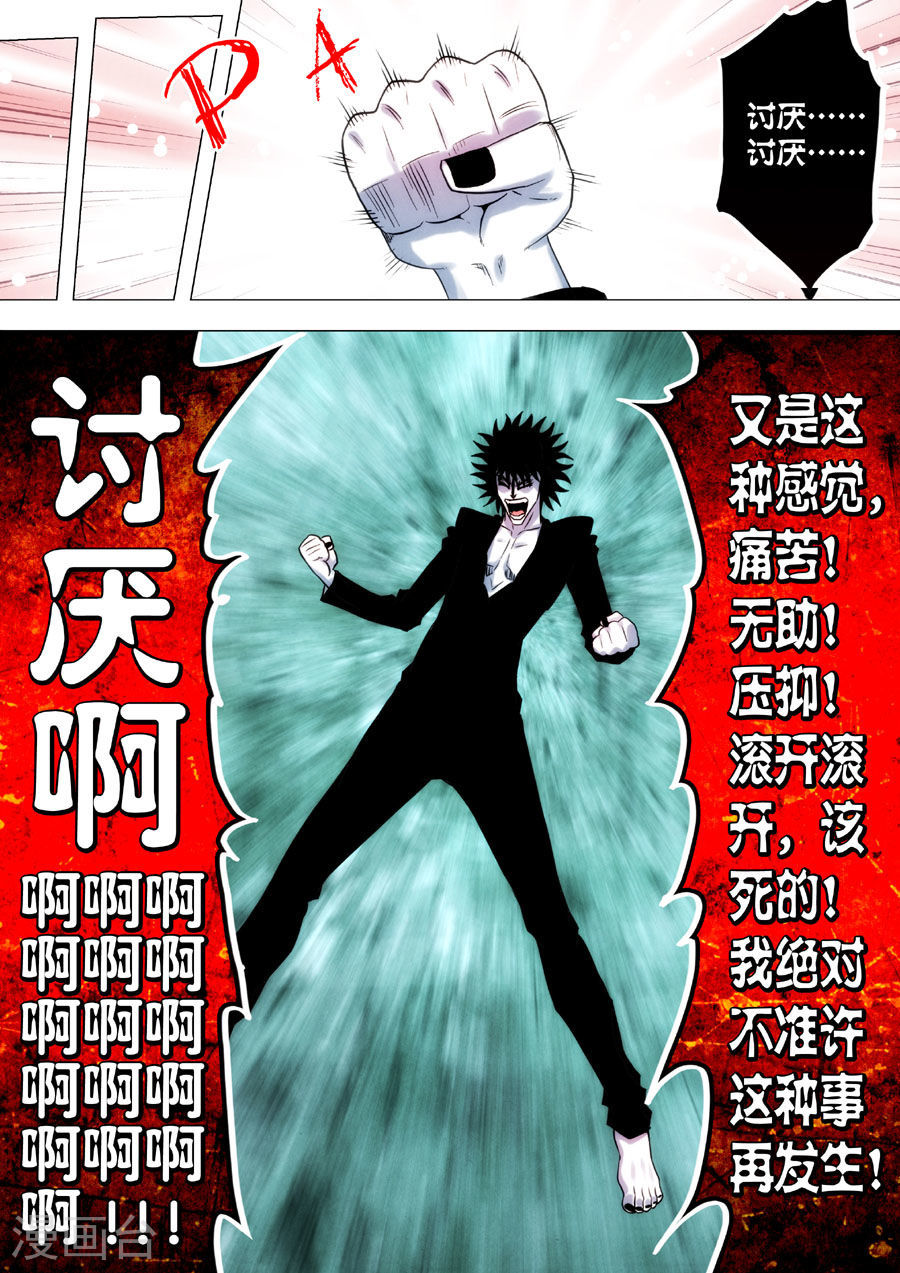 PA
讨厌……
讨厌……
又是这
种感觉，
痛苦！
无助！
压抑！
滚开滚
开，该
死的！
我绝对
不准许
这种事
再发生！
讨
厌
啊
啊啊啊
啊啊啊
啊啊啊
啊啊啊
啊啊啊
啊！！！
漫画台